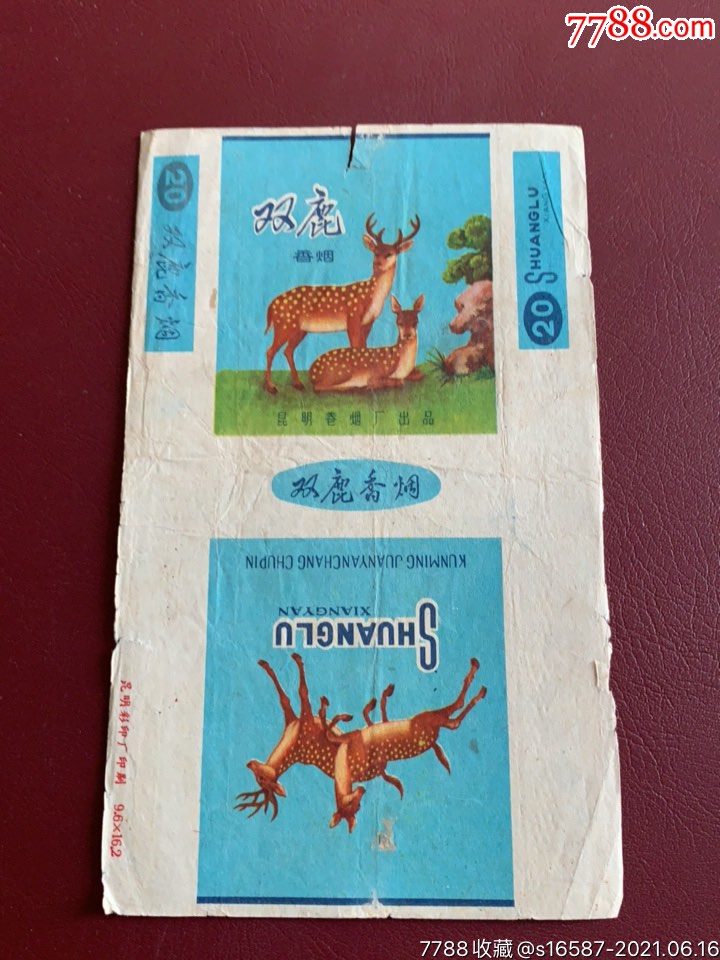 7788.com
双鹿
香烟
昆明卷烟厂出品
20 双鹿香烟
20 SHUANGLU
XIANGYAN
双鹿香烟
KUNMING JUANYANCHANG CHUPIN
SHUANGLU
XIANGYAN
昆明彩印厂印制 9.6×16.2
7788收藏@s16587-2021.06.16